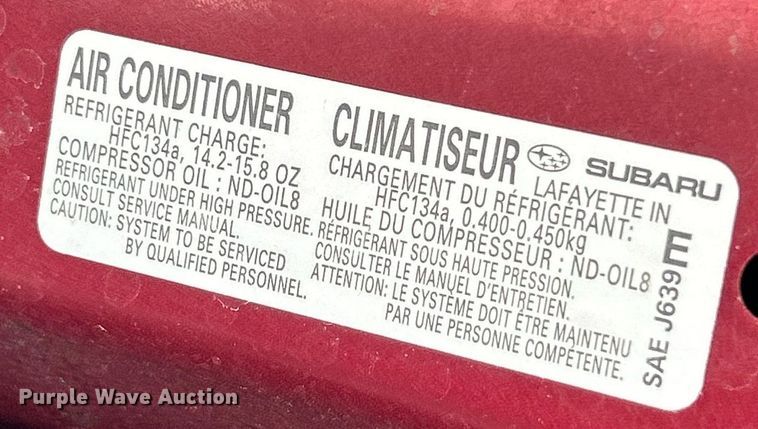 AIR CONDITIONER
REFRIGERANT CHARGE:
HFC134a, 14.2-15.8 OZ
COMPRESSOR OIL : ND-OIL8
REFRIGERANT UNDER HIGH PRESSURE.
CONSULT SERVICE MANUAL.
CAUTION: SYSTEM TO BE SERVICED
BY QUALIFIED PERSONNEL.
CLIMATISEUR
SUBARU
LAFAYETTE IN
CHARGEMENT DU RÉFRIGÉRANT:
HFC134a, 0.400-0.450kg
HUILE DU COMPRESSEUR : ND-OIL8
RÉFRIGÉRANT SOUS HAUTE PRESSION.
CONSULTER LE MANUEL D'ENTRETIEN.
ATTENTION: LE SYSTÈME DOIT ÊTRE MAINTENU
PAR UNE PERSONNE COMPÉTENTE.
SAE J639 E
Purple Wave Auction